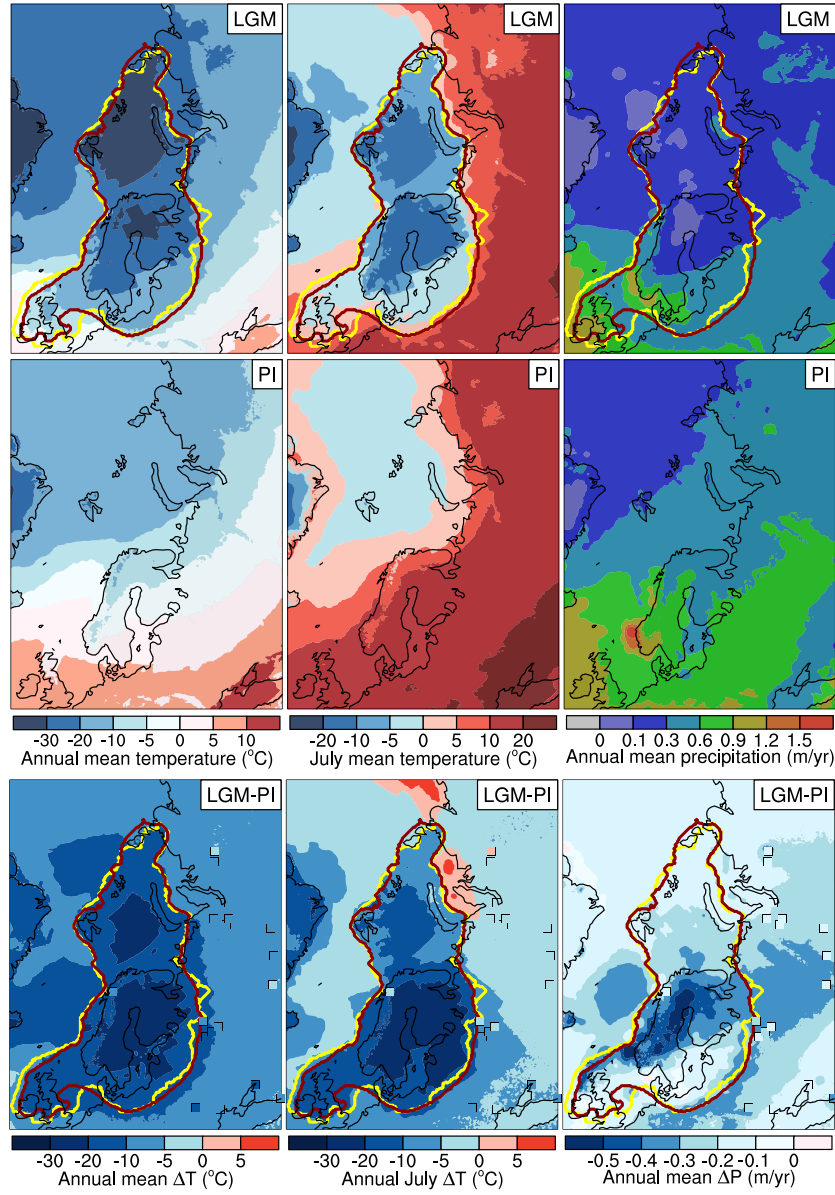 LGM LGM LGM
PI PI PI
-30 -20 -10 -5 0 5 10
Annual mean temperature (°C)
-20 -10 -5 0 5 10 20
July mean temperature (°C)
0 0.1 0.3 0.6 0.9 1.2 1.5
Annual mean precipitation (m/yr)
LGM-PI LGM-PI LGM-PI
-30 -20 -10 -5 0 5
Annual mean ΔT (°C)
-30 -20 -10 -5 0 5
Annual July ΔT (°C)
-0.5 -0.4 -0.3 -0.2 -0.1 0
Annual mean ΔP (m/yr)